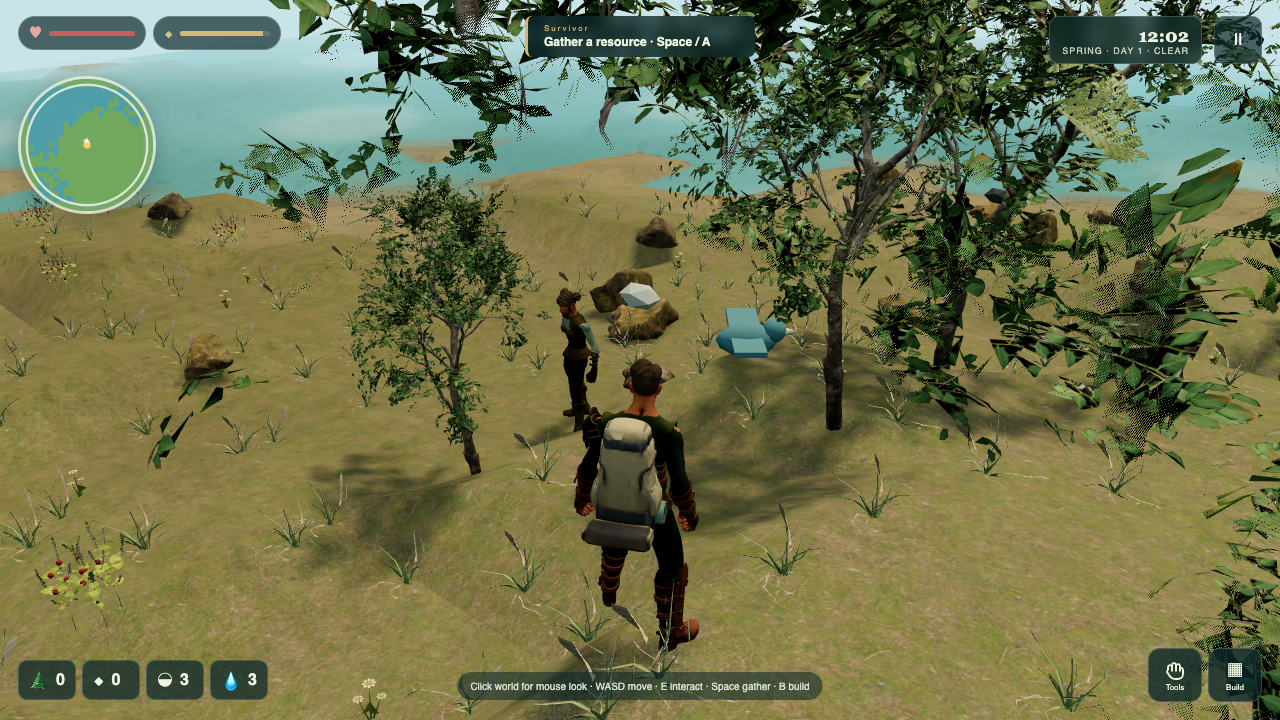 Survivor
Gather a resource · Space / A
12:02
SPRING · DAY 1 · CLEAR
0
0
3
3
Click world for mouse look · WASD move · E interact · Space gather · B build
Tools
Build